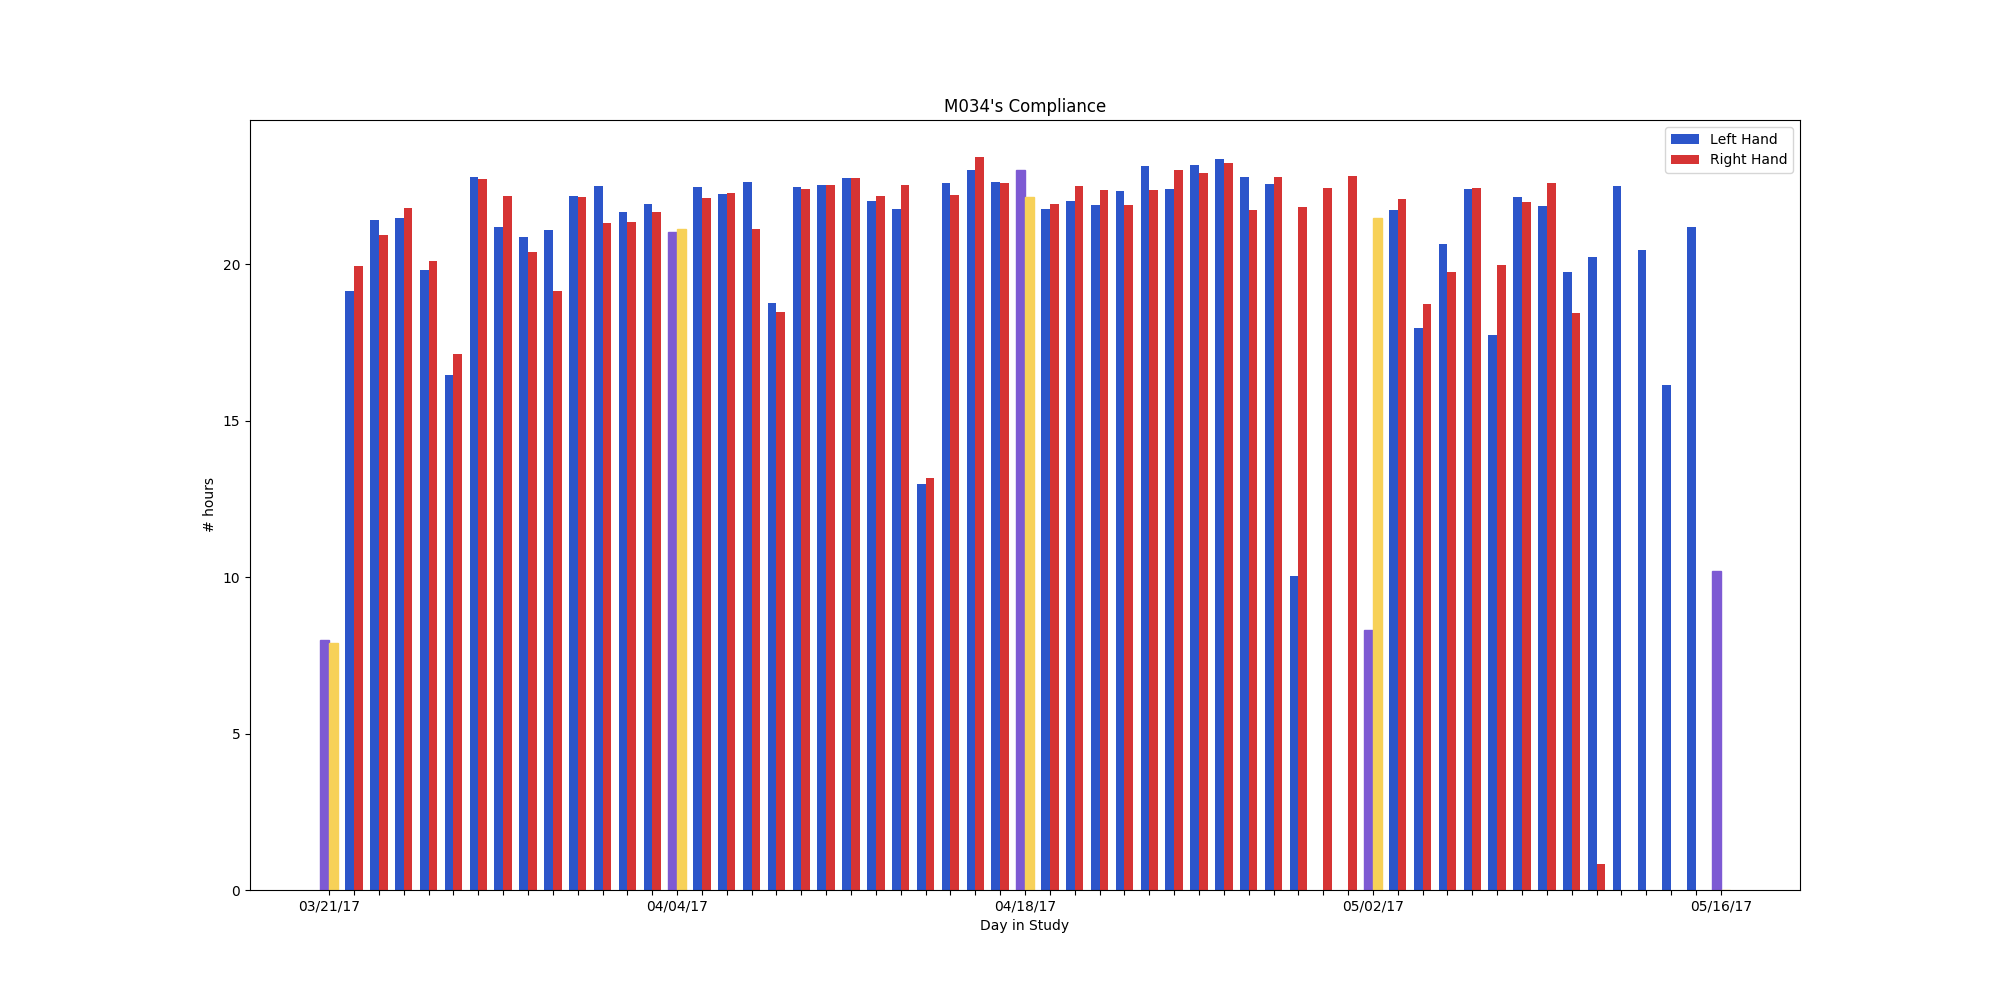 M034's Compliance
Left Hand
Right Hand
# hours
20
15
10
5
0
03/21/17
04/04/17
04/18/17
05/02/17
05/16/17
Day in Study